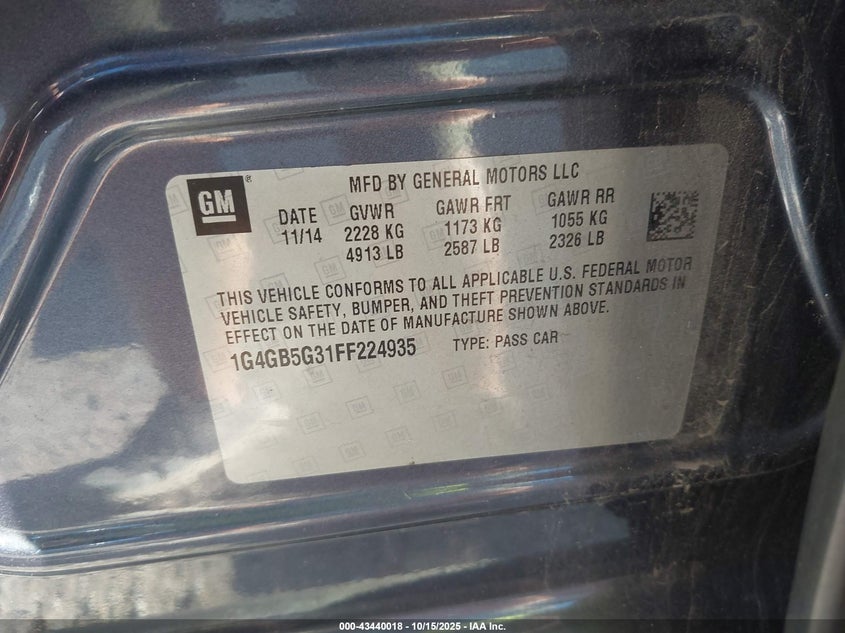 GM ®
MFD BY GENERAL MOTORS LLC
DATE GVWR GAWR FRT GAWR RR
11/14 2228 KG 1173 KG 1055 KG
4913 LB 2587 LB 2326 LB
THIS VEHICLE CONFORMS TO ALL APPLICABLE U.S. FEDERAL MOTOR
VEHICLE SAFETY, BUMPER, AND THEFT PREVENTION STANDARDS IN
EFFECT ON THE DATE OF MANUFACTURE SHOWN ABOVE.
1G4GB5G31FF224935 TYPE: PASS CAR
000-43440018 - 10/15/2025 - IAA Inc.